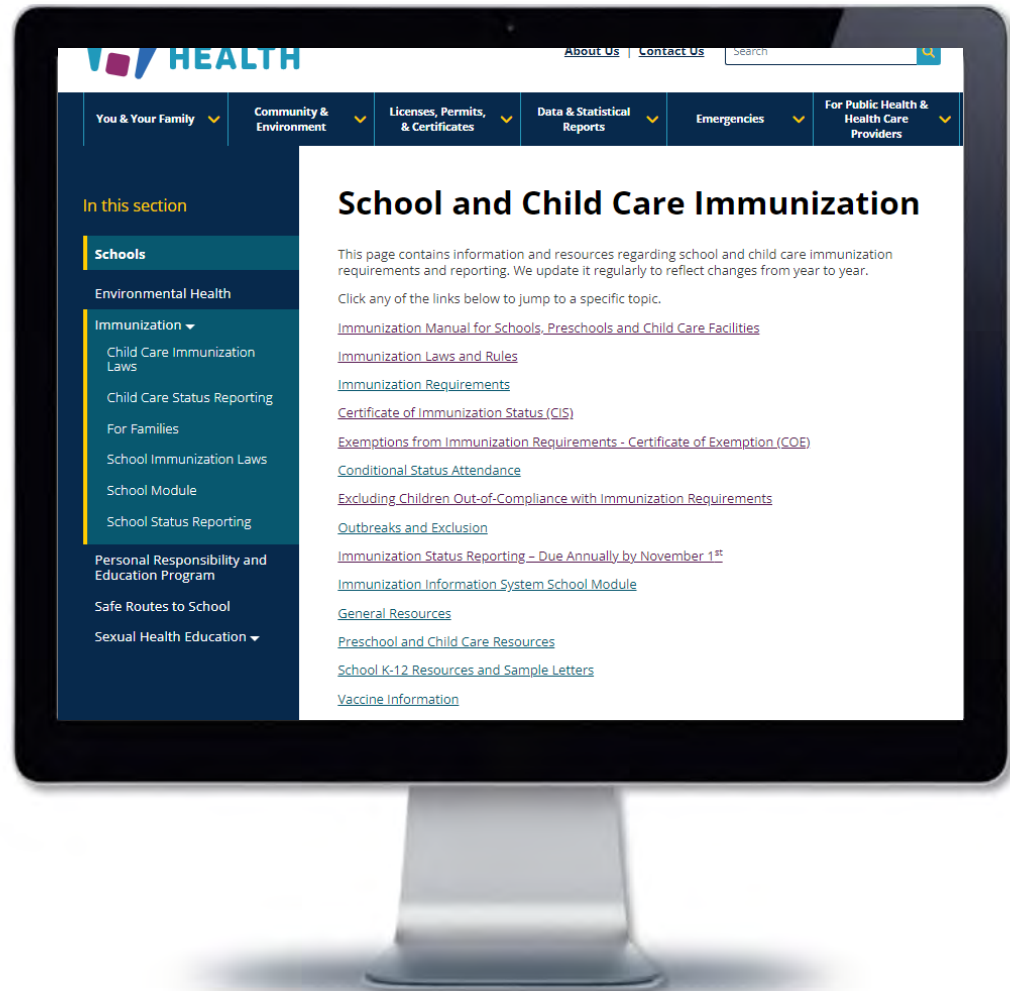 HEALTH
About Us | Contact Us
Search
You & Your Family
Community &
Environment
Licenses, Permits,
& Certificates
Data & Statistical
Reports
Emergencies
For Public Health &
Health Care
Providers
In this section
Schools
Environmental Health
Immunization
Child Care Immunization
Laws
Child Care Status Reporting
For Families
School Immunization Laws
School Module
School Status Reporting
Personal Responsibility and
Education Program
Safe Routes to School
Sexual Health Education
School and Child Care Immunization
This page contains information and resources regarding school and child care immunization
requirements and reporting. We update it regularly to reflect changes from year to year.
Click any of the links below to jump to a specific topic.
Immunization Manual for Schools, Preschools and Child Care Facilities
Immunization Laws and Rules
Immunization Requirements
Certificate of Immunization Status (CIS)
Exemptions from Immunization Requirements - Certificate of Exemption (COE)
Conditional Status Attendance
Excluding Children Out-of-Compliance with Immunization Requirements
Outbreaks and Exclusion
Immunization Status Reporting – Due Annually by November 1st
Immunization Information System School Module
General Resources
Preschool and Child Care Resources
School K-12 Resources and Sample Letters
Vaccine Information